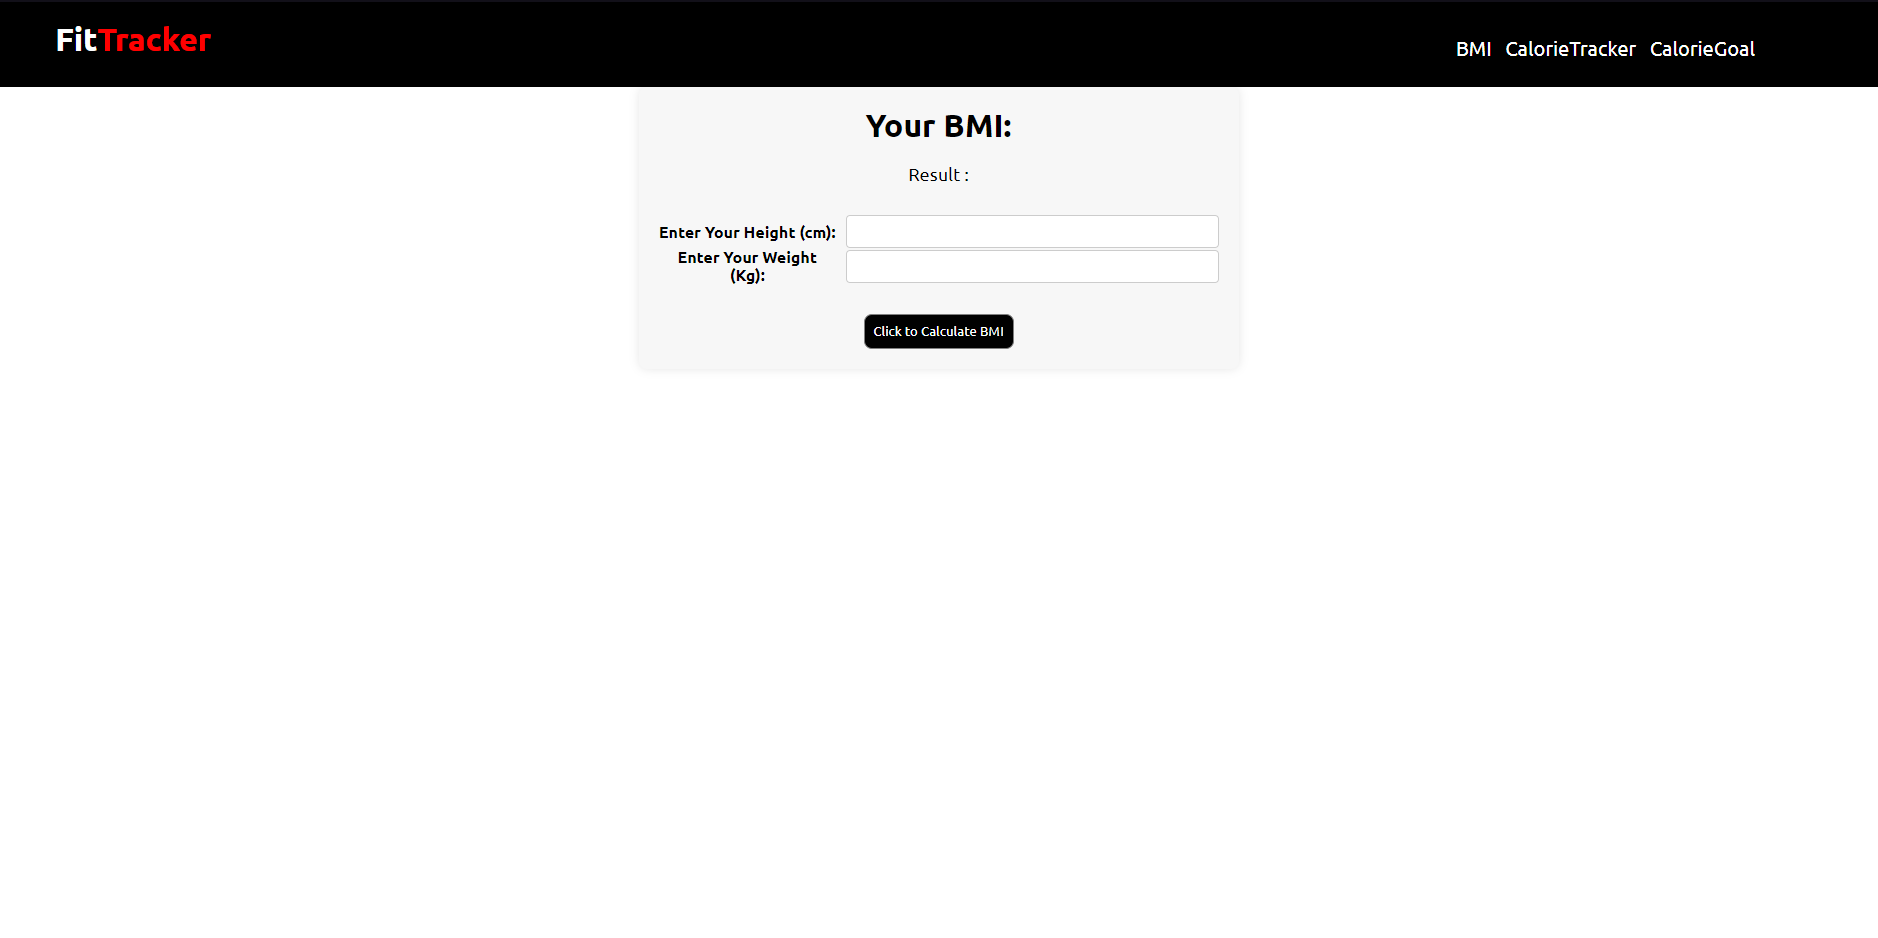 FitTracker
BMI CalorieTracker CalorieGoal
Your BMI:
Result :
Enter Your Height (cm):
Enter Your Weight
(Kg):
Click to Calculate BMI